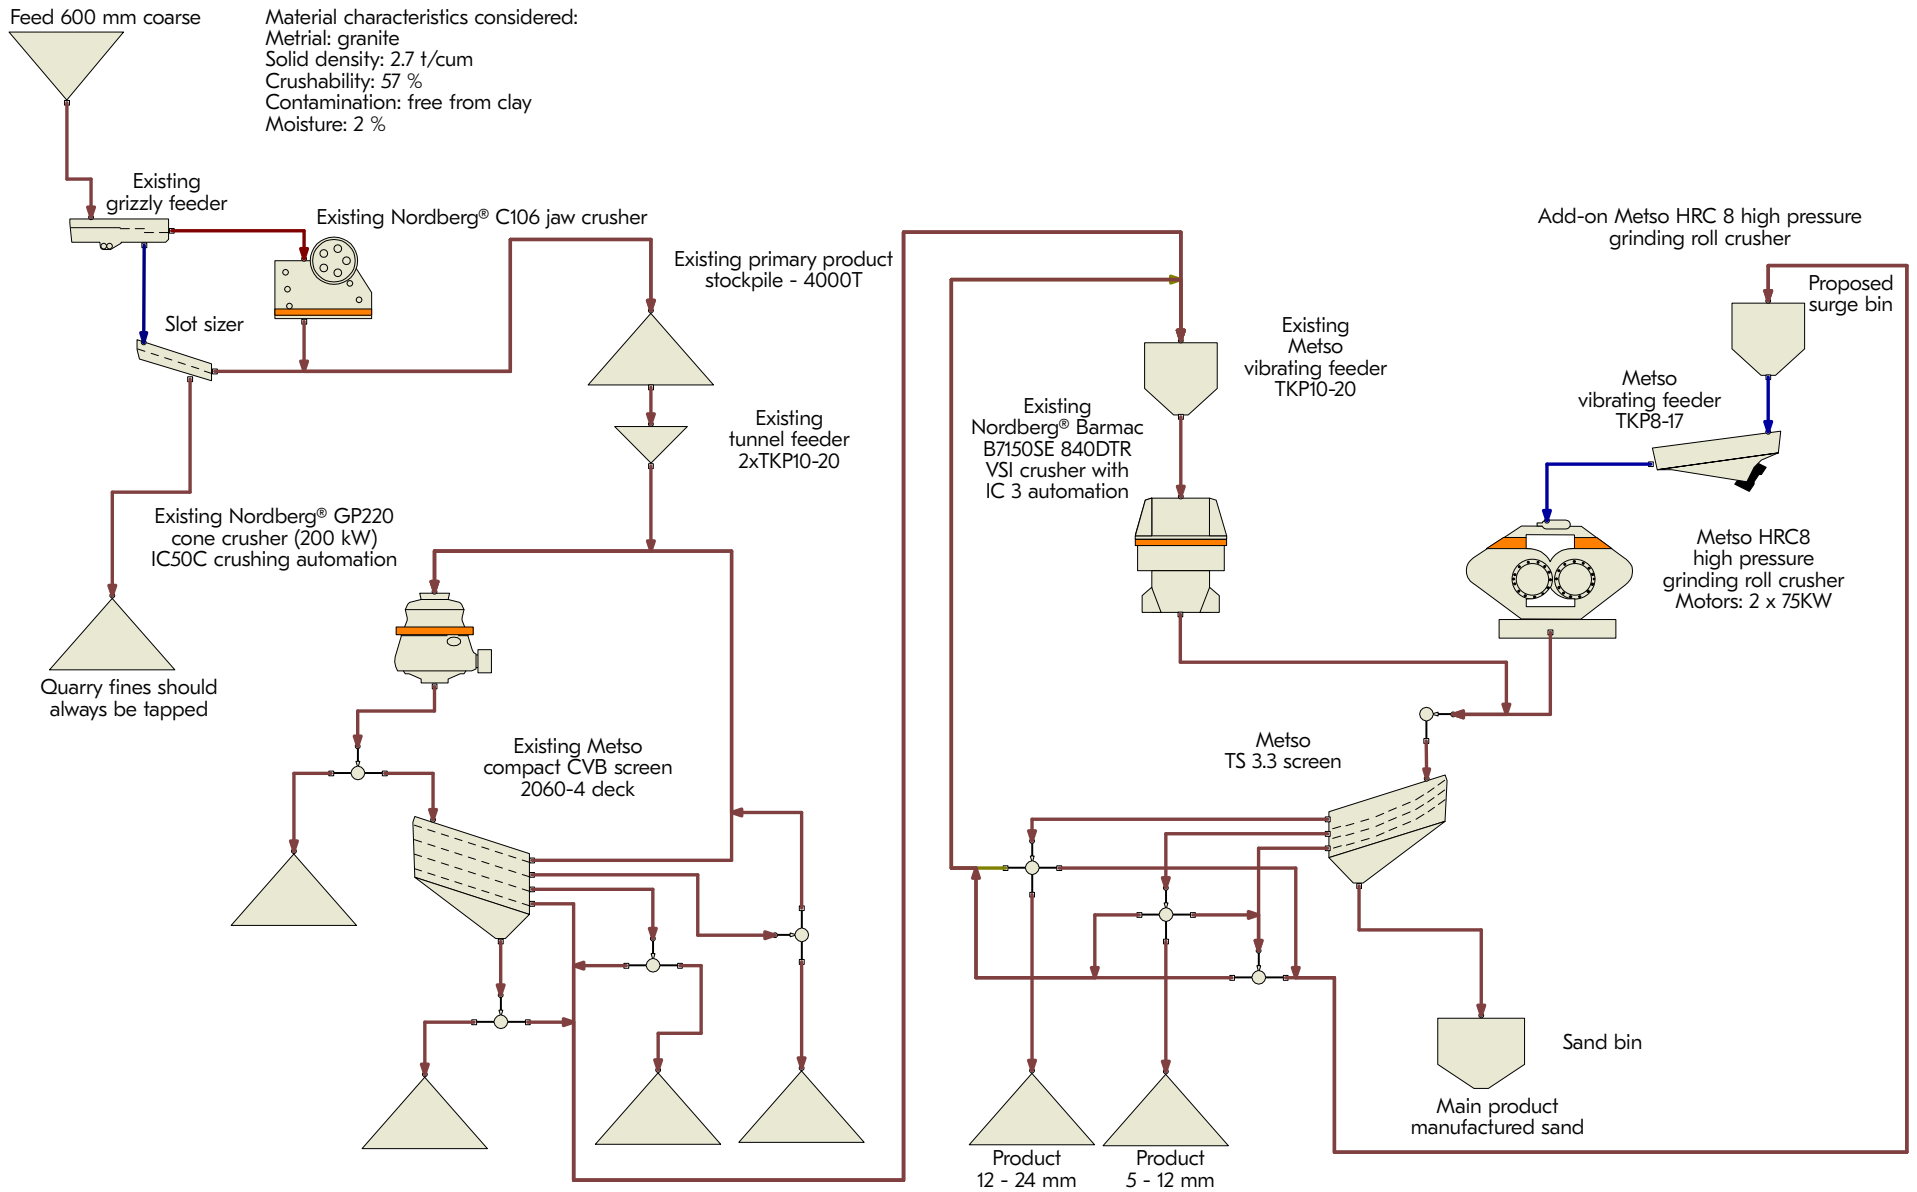 Feed 600 mm coarse
Material characteristics considered:
Metrial: granite
Solid density: 2.7 t/cum
Crushability: 57 %
Contamination: free from clay
Moisture: 2 %
Existing
grizzly feeder
Existing Nordberg® C106 jaw crusher
Slot sizer
Existing primary product
stockpile - 4000T
Existing
tunnel feeder
2xTKP10-20
Existing Nordberg® GP220
cone crusher (200 kW)
IC50C crushing automation
Quarry fines should
always be tapped
Existing Metso
compact CVB screen
2060-4 deck
Existing
Metso
vibrating feeder
TKP10-20
Existing
Nordberg® Barmac
B7150SE 840DTR
VSI crusher with
IC 3 automation
Add-on Metso HRC 8 high pressure
grinding roll crusher
Proposed
surge bin
Metso
vibrating feeder
TKP8-17
Metso HRC8
high pressure
grinding roll crusher
Motors: 2 x 75KW
Metso
TS 3.3 screen
Sand bin
Main product
manufactured sand
Product
12 - 24 mm
Product
5 - 12 mm